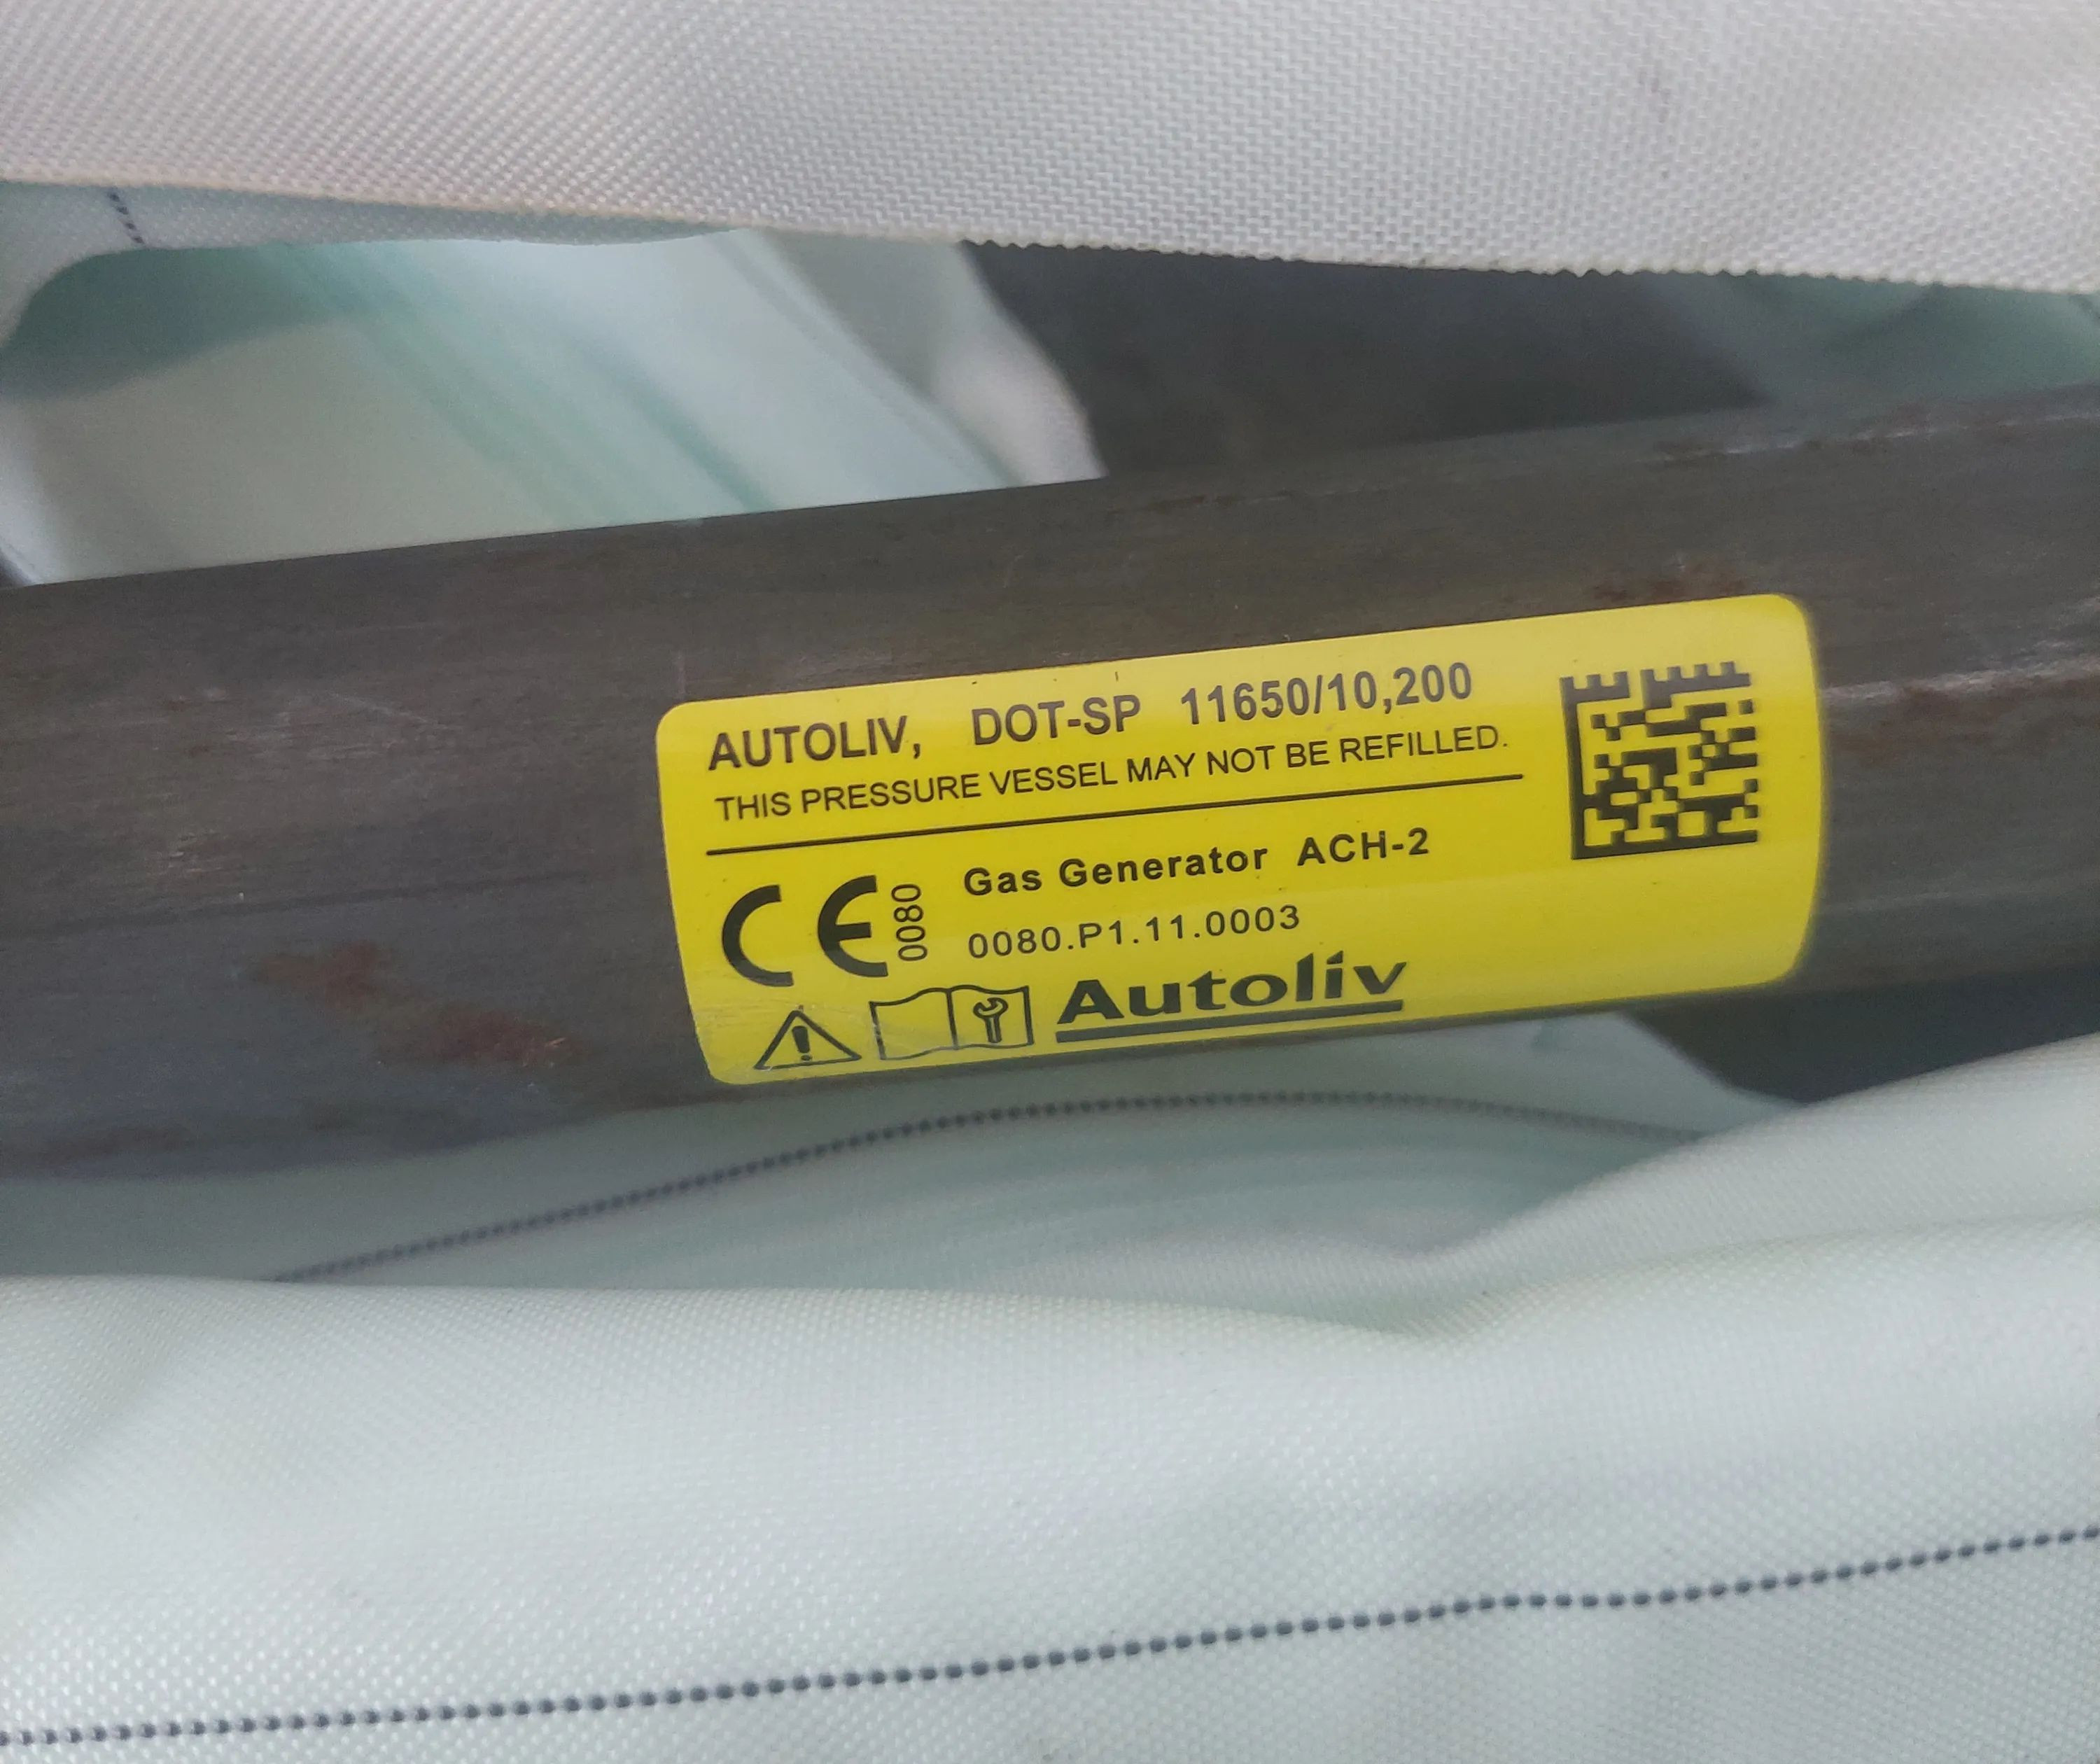 AUTOLIV, DOT-SP 11650/10,200
THIS PRESSURE VESSEL MAY NOT BE REFILLED.
CE 0080
Gas Generator ACH-2
0080.P1.11.0003
Autoliv